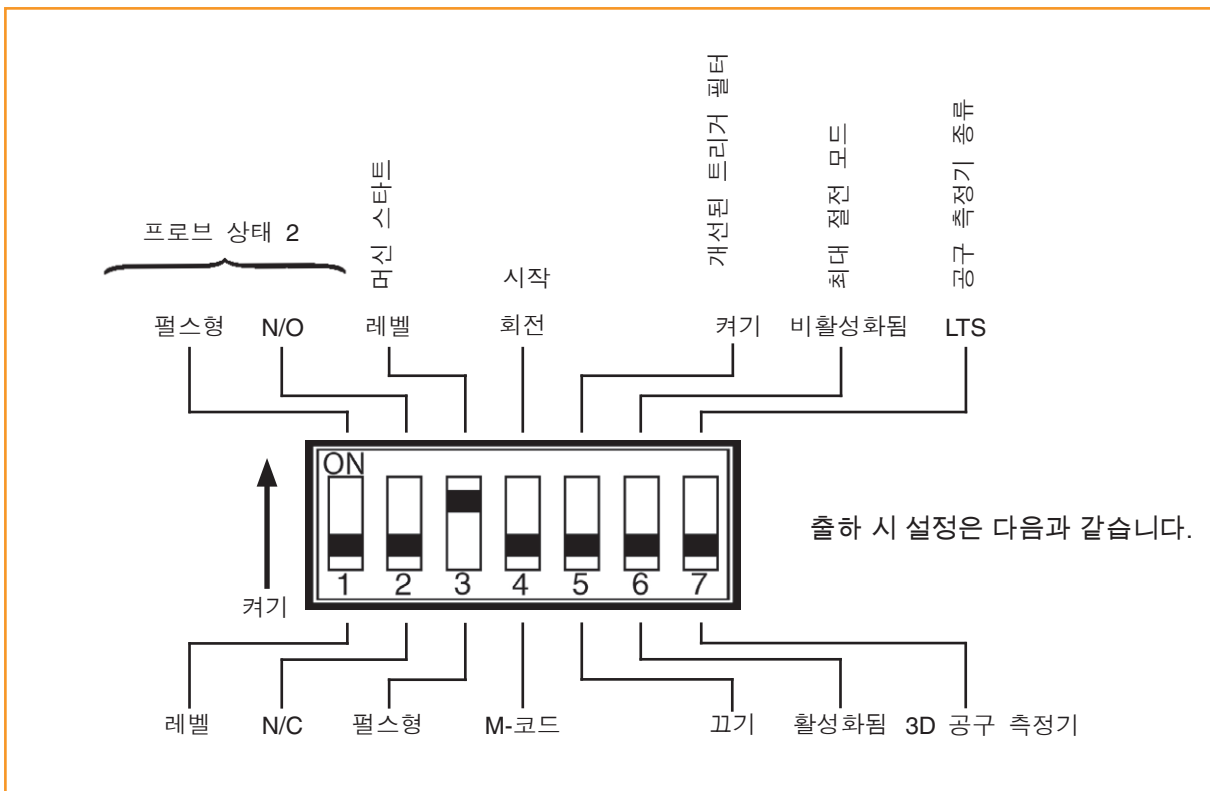 프로브 상태 2
머신 스타트
시작
개선된 트리거 필터
최대 절전 모드
공구 측정기 종류
펄스형
N/O
레벨
회전
켜기
비활성화됨
LTS
ON
1 2 3 4 5 6 7
켜기
출하 시 설정은 다음과 같습니다.
레벨
N/C
펄스형
M-코드
끄기
활성화됨
3D 공구 측정기